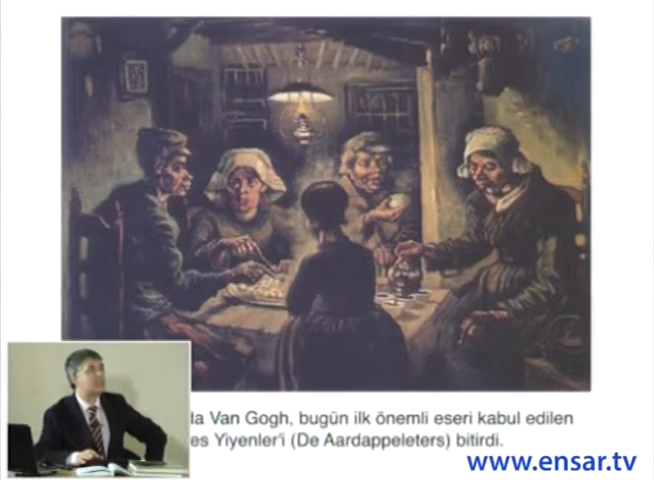 da Van Gogh, bugün ilk önemli eseri kabul edilen
es Yiyenler'i (De Aardappeleters) bitirdi.
www.ensar.tv